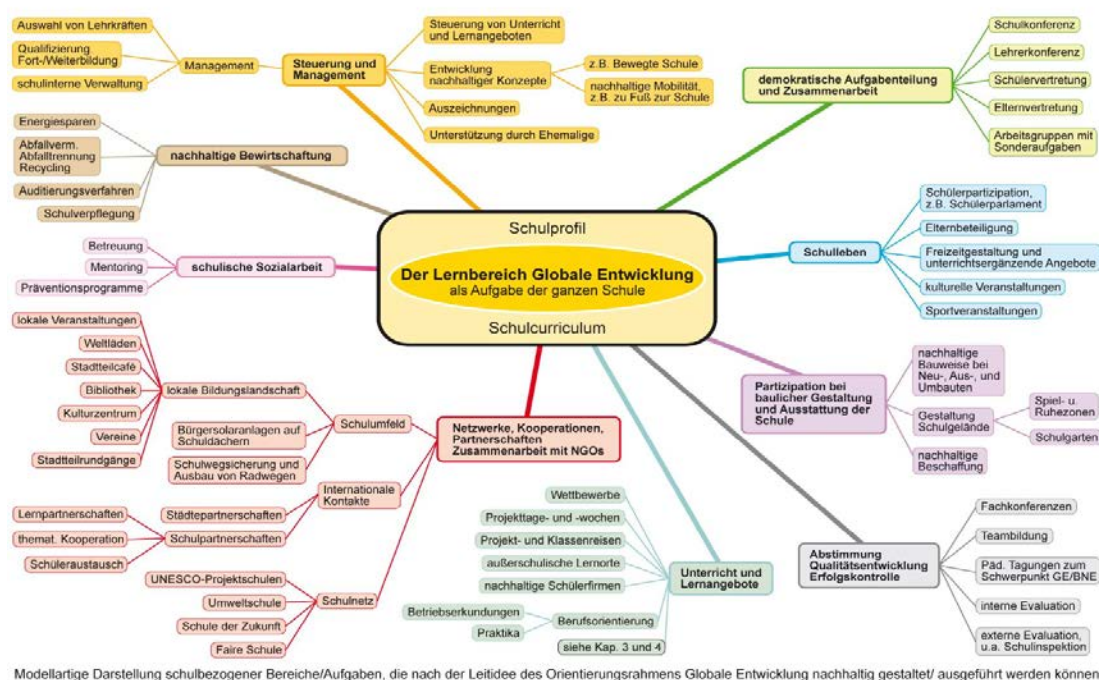 Auswahl von Lehrkräften
Qualifizierung
Fort-/Weiterbildung
schulinterne Verwaltung
Management
Steuerung und
Management
Steuerung von Unterricht
und Lernangeboten
Entwicklung
nachhaltiger Konzepte
z.B. Bewegte Schule
nachhaltige Mobilität,
z.B. zu Fuß zur Schule
Auszeichnungen
Unterstützung durch Ehemalige
demokratische Aufgabenteilung
und Zusammenarbeit
Schulkonferenz
Lehrerkonferenz
Schülervertretung
Elternvertretung
Arbeitsgruppen mit
Sonderaufgaben
Energiesparen
Abfallverm.
Abfalltrennung
Recycling
Auditierungsverfahren
Schulverpflegung
nachhaltige Bewirtschaftung
Schulprofil
Der Lernbereich Globale Entwicklung
als Aufgabe der ganzen Schule
Schulcurriculum
Schulleben
Schülerpartizipation,
z.B. Schülerparlament
Elternbeteiligung
Freizeitgestaltung und
unterrichtsergänzende Angebote
kulturelle Veranstaltungen
Sportveranstaltungen
Betreuung
Mentoring
Präventionsprogramme
schulische Sozialarbeit
lokale Veranstaltungen
Weltläden
Stadtteilcafé
Bibliothek
Kulturzentrum
Vereine
Stadtteilrundgänge
lokale Bildungslandschaft
Bürgersolaranlagen auf
Schuldächern
Schulwegsicherung und
Ausbau von Radwegen
Schulumfeld
Netzwerke, Kooperationen,
Partnerschaften
Zusammenarbeit mit NGOs
Internationale
Kontakte
Städtepartnerschaften
Schulpartnerschaften
Lernpartnerschaften
themat. Kooperation
Schüleraustausch
UNESCO-Projektschulen
Umweltschule
Schule der Zukunft
Faire Schule
Schulnetz
Partizipation bei
baulicher Gestaltung
und Ausstattung der
Schule
nachhaltige
Bauweise bei
Neu-, Aus-, und
Umbauten
Gestaltung
Schulgelände
Spiel- u.
Ruhezonen
Schulgarten
nachhaltige
Beschaffung
Wettbewerbe
Projekttage- und -wochen
Projekt- und Klassenreisen
außerschulische Lernorte
nachhaltige Schülerfirmen
Betriebserkundungen
Praktika
Berufsorientierung
siehe Kap. 3 und 4
Unterricht und
Lernangebote
Abstimmung
Qualitätsentwicklung
Erfolgskontrolle
Fachkonferenzen
Teambildung
Päd. Tagungen zum
Schwerpunkt GE/BNE
interne Evaluation
externe Evaluation,
u.a. Schulinspektion
Modellartige Darstellung schulbezogener Bereiche/Aufgaben, die nach der Leitidee des Orientierungsrahmens Globale Entwicklung nachhaltig gestaltet/ ausgeführt werden können